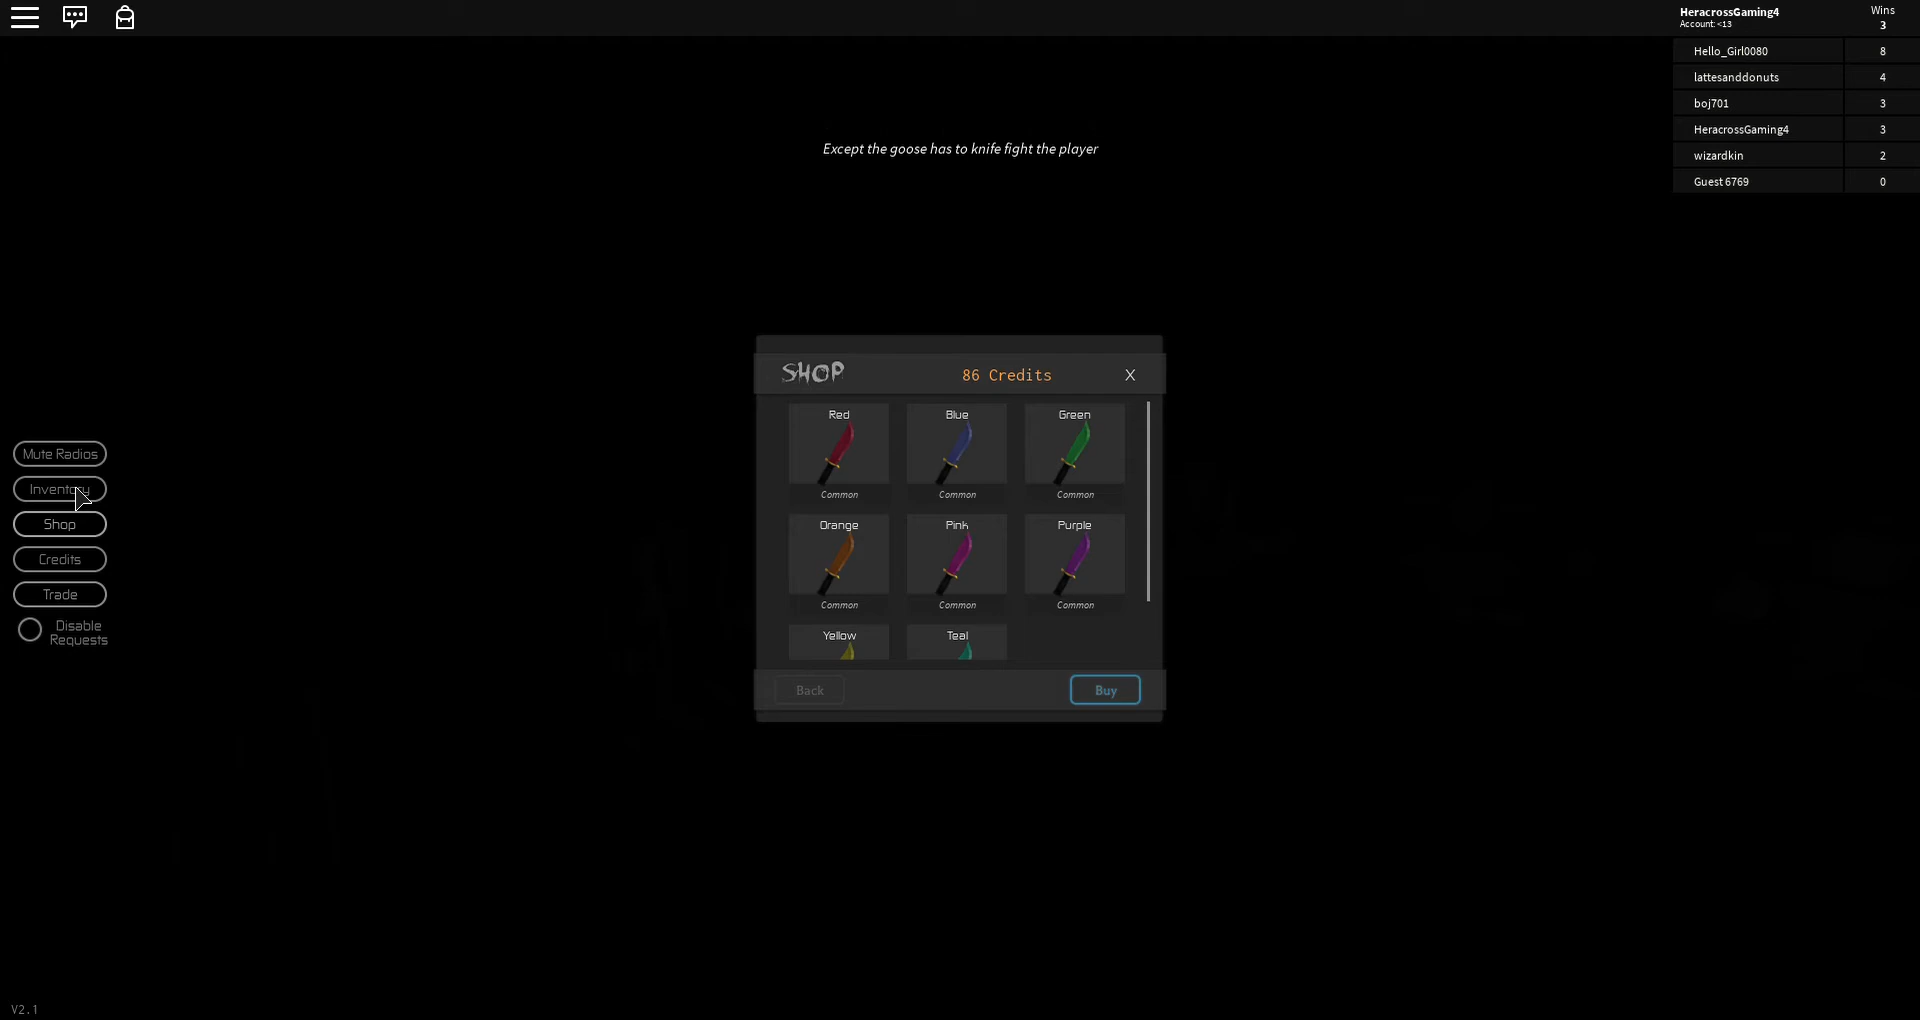 HeracrossGaming4
Account: <13
Wins
3
Hello_Girl0080 8
lattesanddonuts 4
boj701 3
HeracrossGaming4 3
wizardkin 2
Guest 6769 0
Except the goose has to knife fight the player
SHOP 86 Credits X
Red Blue Green
Common Common Common
Orange Pink Purple
Common Common Common
Yellow Teal
Back Buy
Mute Radios
Inventory
Shop
Credits
Trade
Disable
Requests
V2.1